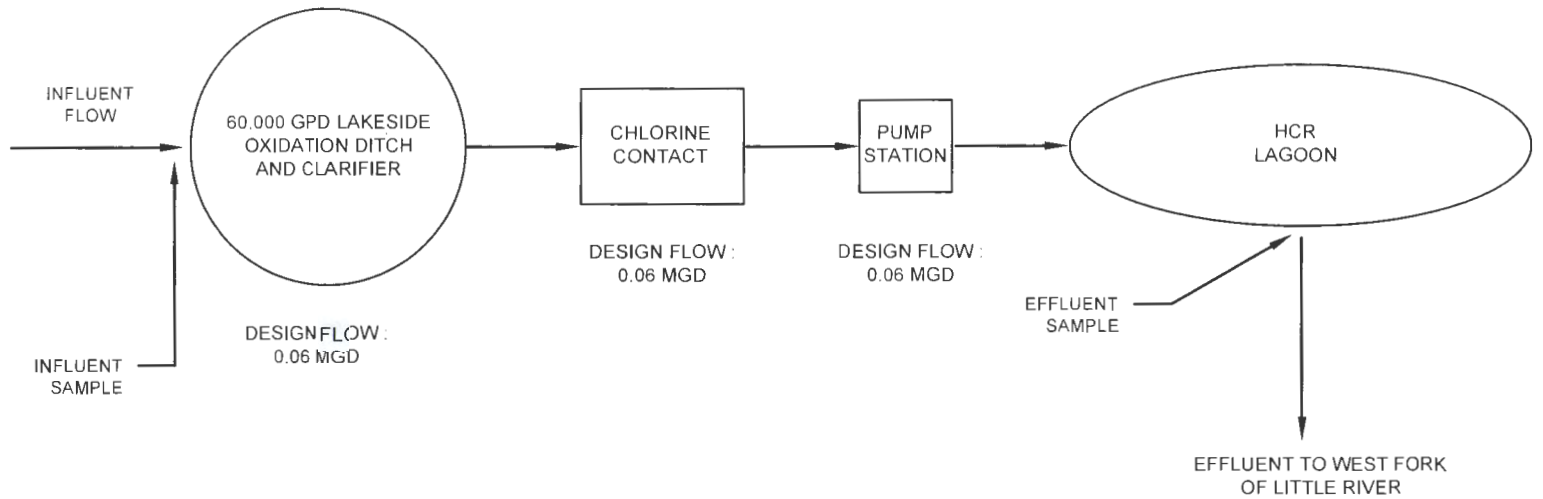 INFLUENT
FLOW
60.000 GPD LAKESIDE
OXIDATION DITCH
AND CLARIFIER
CHLORINE
CONTACT
PUMP
STATION
HCR
LAGOON
DESIGN FLOW :
0.06 MGD
DESIGN FLOW :
0.06 MGD
EFFLUENT
SAMPLE
DESIGN FLOW :
0.06 MGD
INFLUENT
SAMPLE
EFFLUENT TO WEST FORK
OF LITTLE RIVER